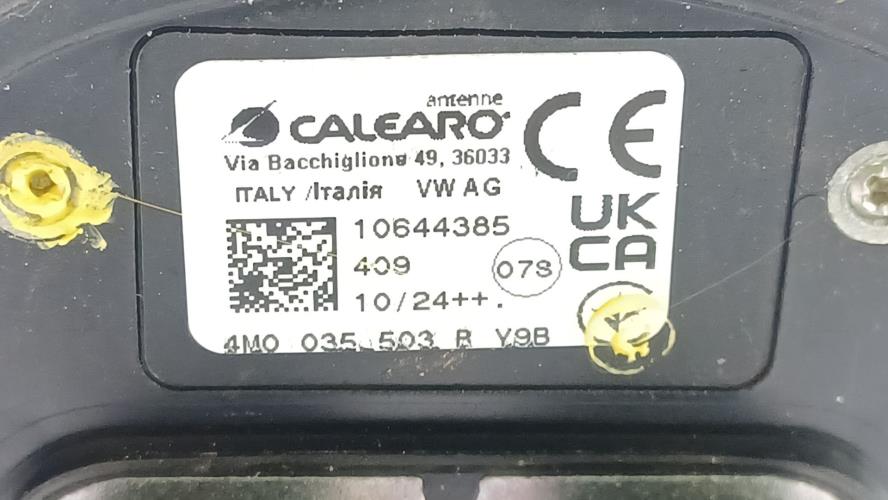 antenne
CALEARO
Via Bacchiglione 49, 36033
ITALY /Італія VW AG
CE
UK
CA
10644385
409
07S
10/24++.
4M0 035 503 R Y9B